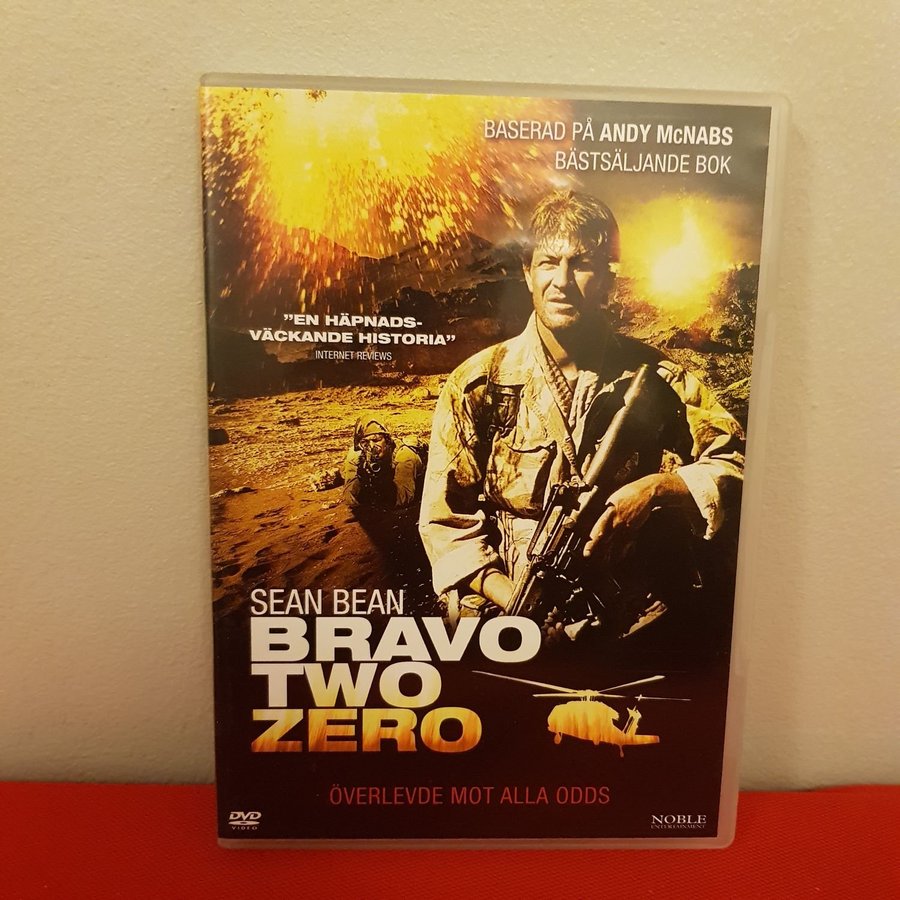 BASERAD PÅ ANDY McNABS
BÄSTSÄLJANDE BOK
”EN HÄPNADS-
VÄCKANDE HISTORIA”
INTERNET REVIEWS
SEAN BEAN
BRAVO
TWO
ZERO
ÖVERLEVDE MOT ALLA ODDS
DVD
VIDEO
NOBLE
ENTERTAINMENT